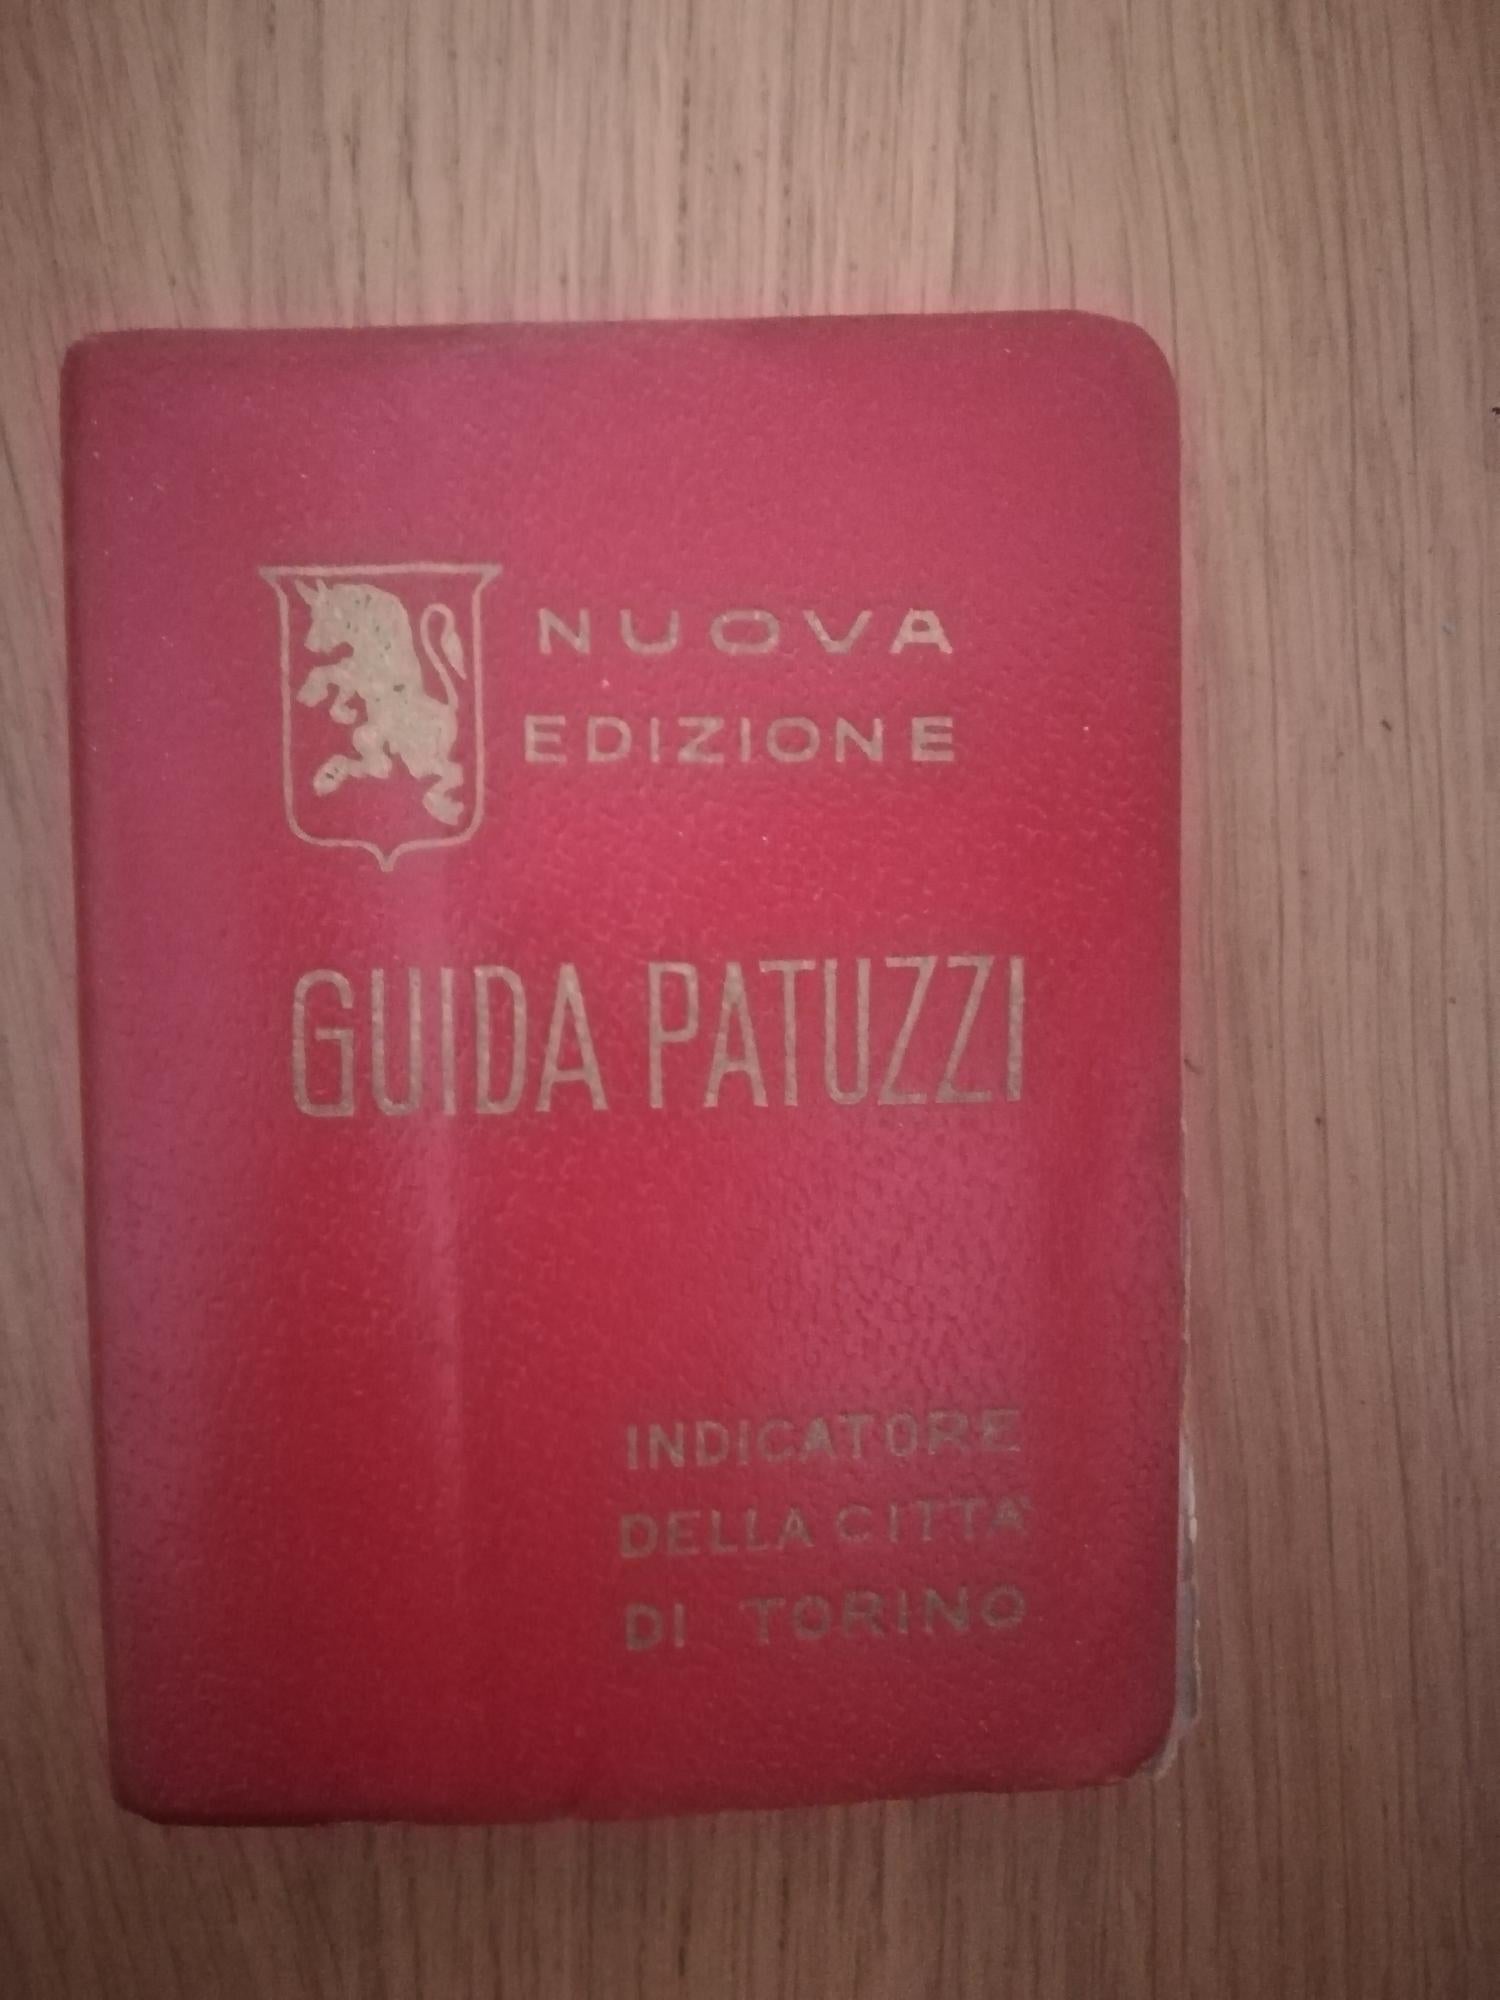 NUOVA
EDIZIONE
GUIDA PATUZZI
INDICATORE
DELLA CITTA'
DI TORINO